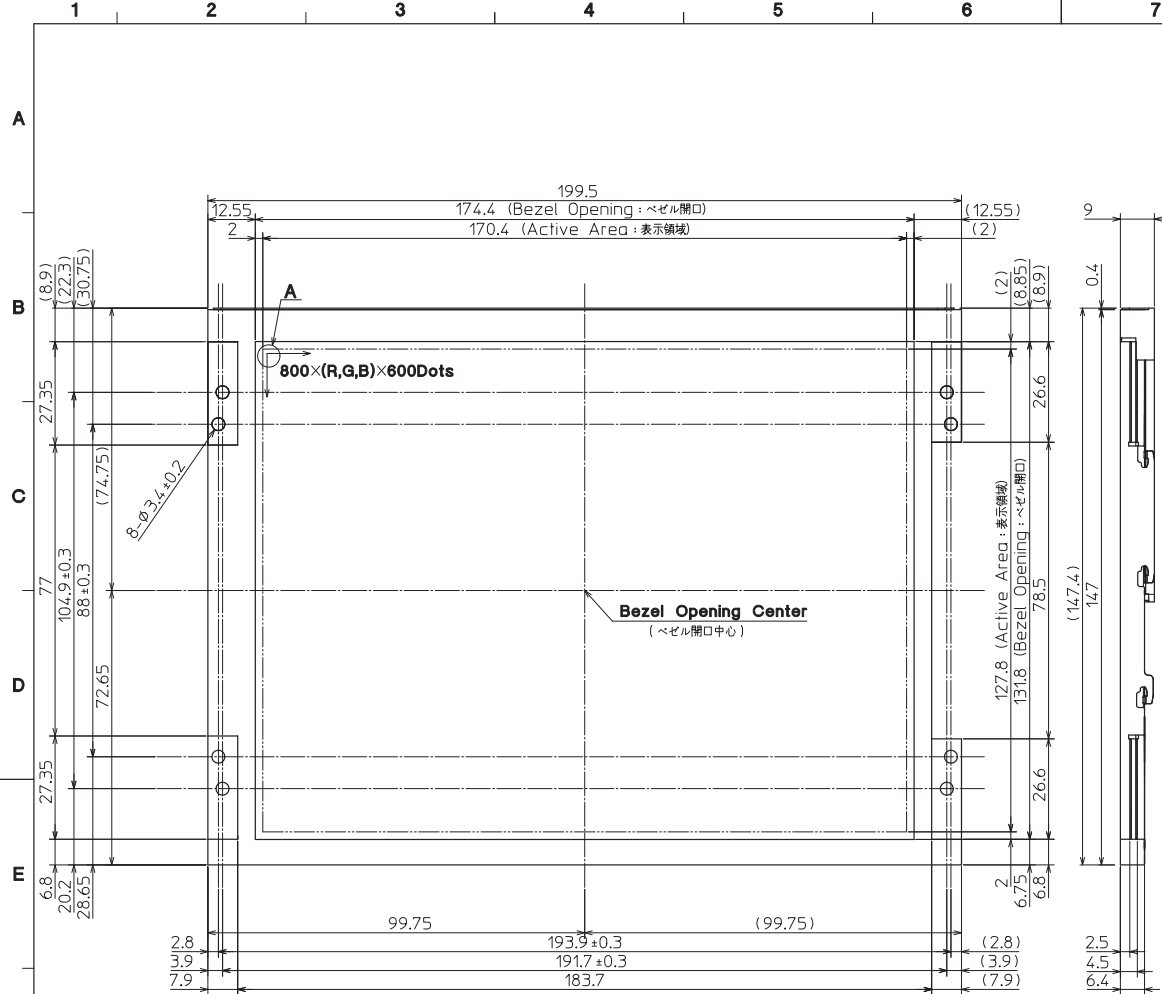 1 2 3 4 5 6 7
A
B
C
D
E
199.5
12.55 174.4 (Bezel Opening : ベゼル開口) (12.55) 9
2 170.4 (Active Area : 表示領域) (2)
(8.9)
(22.3)
(30.75)
A
(2)
(8.85)
(8.9)
0.4
800×(R,G,B)×600Dots
27.35
26.6
(74.75)
8-Ø3.4±0.2
77
104.9±0.3
88±0.3
72.65
Bezel Opening Center
(ベゼル開口中心)
127.8 (Active Area : 表示領域)
131.8 (Bezel Opening : ベゼル開口)
78.5
(147.4)
147
27.35
26.6
6.8
20.2
28.65
2
6.75
6.8
99.75 (99.75)
2.8 193.9±0.3 (2.8) 2.5
3.9 191.7±0.3 (3.9) 4.5
7.9 183.7 (7.9) 6.4